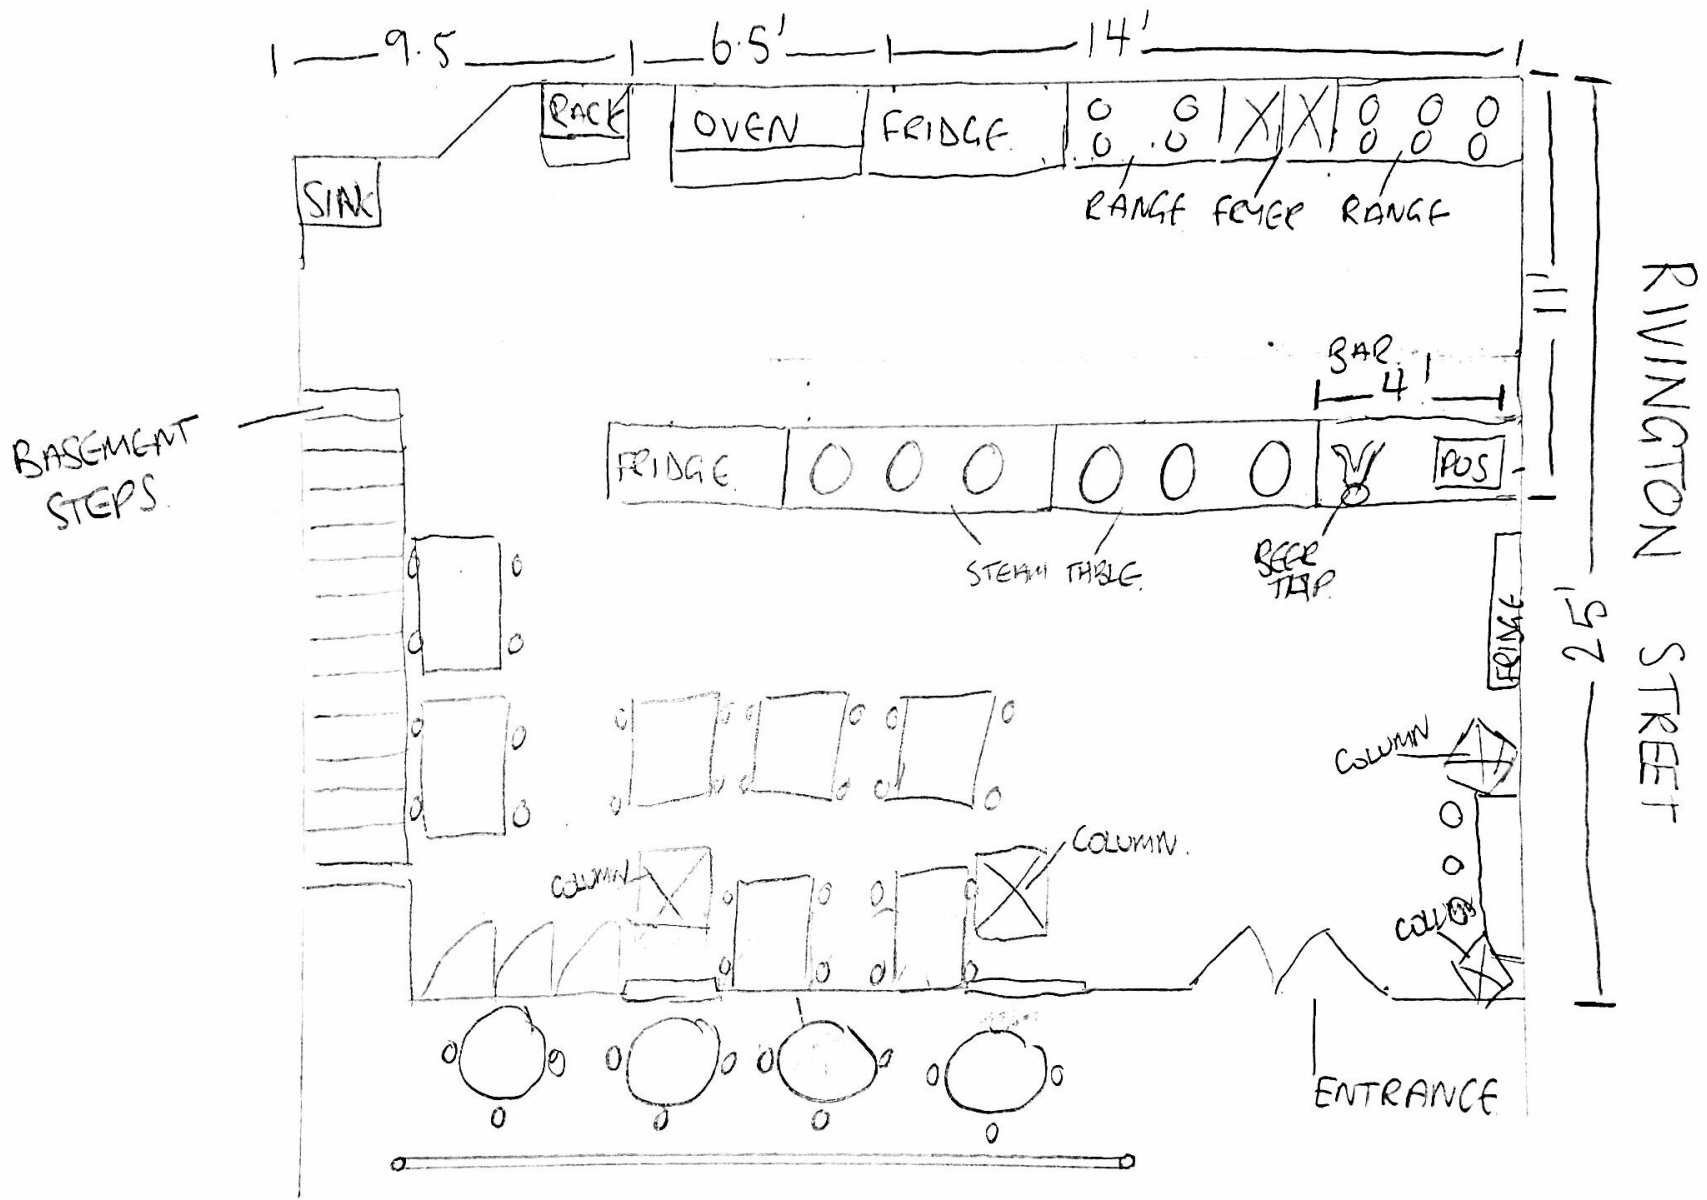 9.5
6.5'
14'
RACK
OVEN
FRIDGE
SINK
RANGE
FRYER
RANGE
11'
RIVINGTON STREET
BAR
4'
BASEMENT
STEPS.
FRIDGE
POS
STEAM TABLE.
BEER
TAP.
FRIDGE
25'
COLUMN
COLUMN.
COLUMN
ENTRANCE